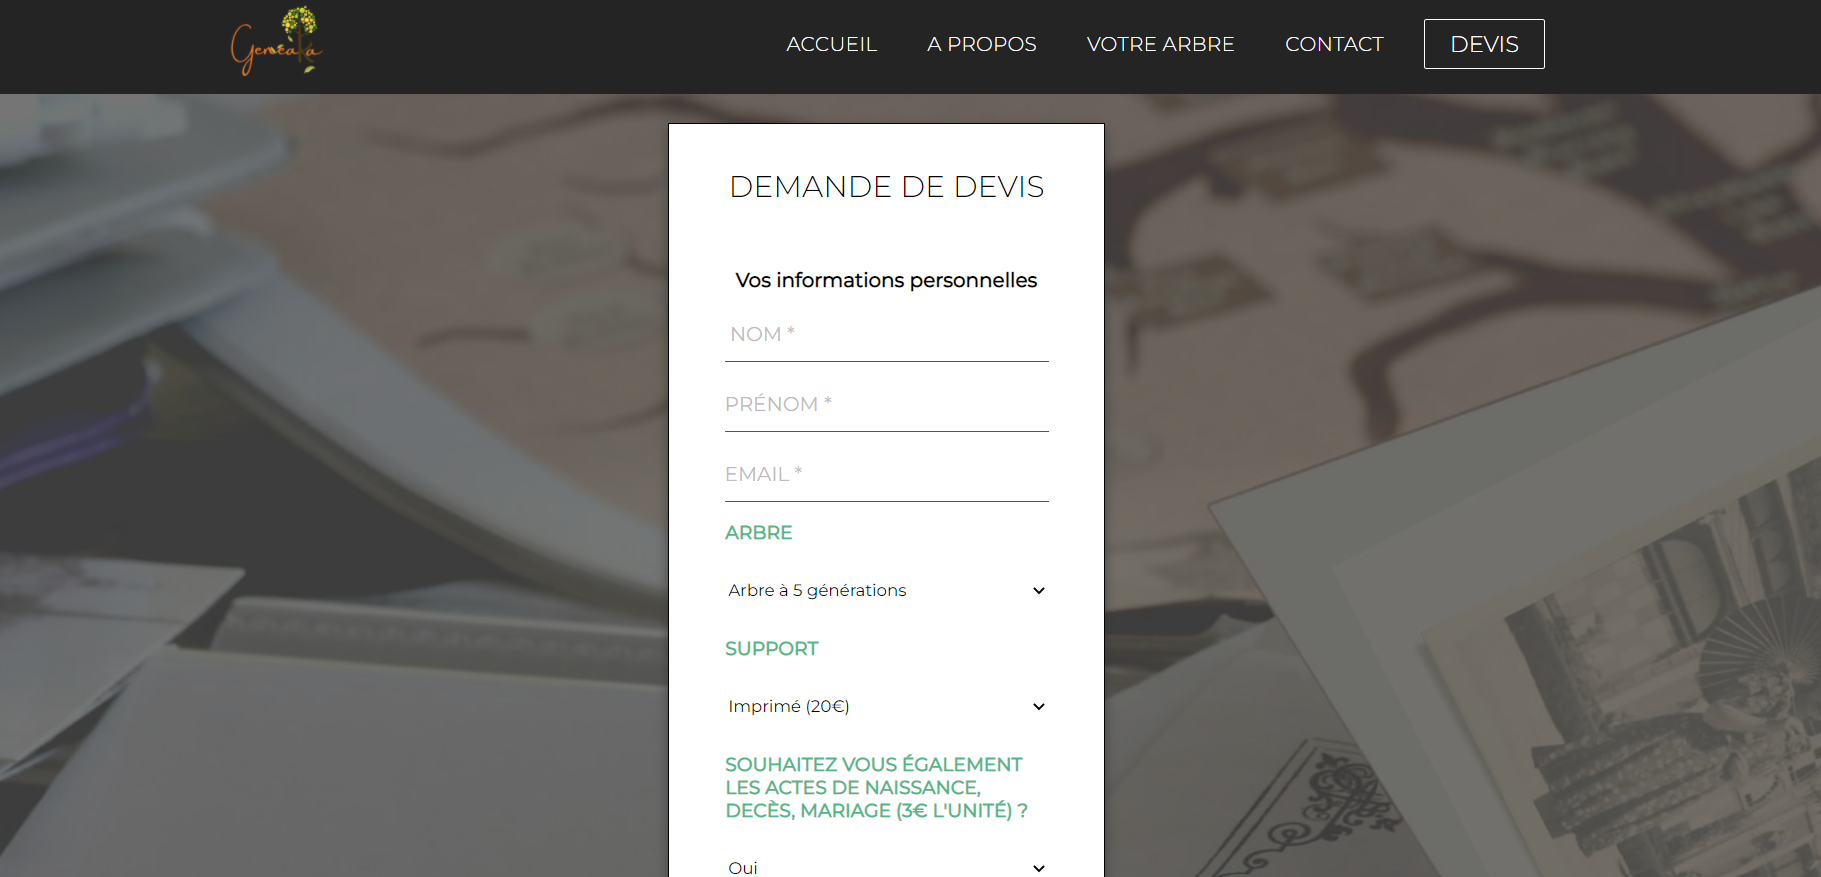 Geneata
ACCUEIL
A PROPOS
VOTRE ARBRE
CONTACT
DEVIS
DEMANDE DE DEVIS
Vos informations personnelles
NOM *
PRÉNOM *
EMAIL *
ARBRE
Arbre à 5 générations
SUPPORT
Imprimé (20€)
SOUHAITEZ VOUS ÉGALEMENT
LES ACTES DE NAISSANCE,
DECÈS, MARIAGE (3€ L'UNITÉ) ?
Oui